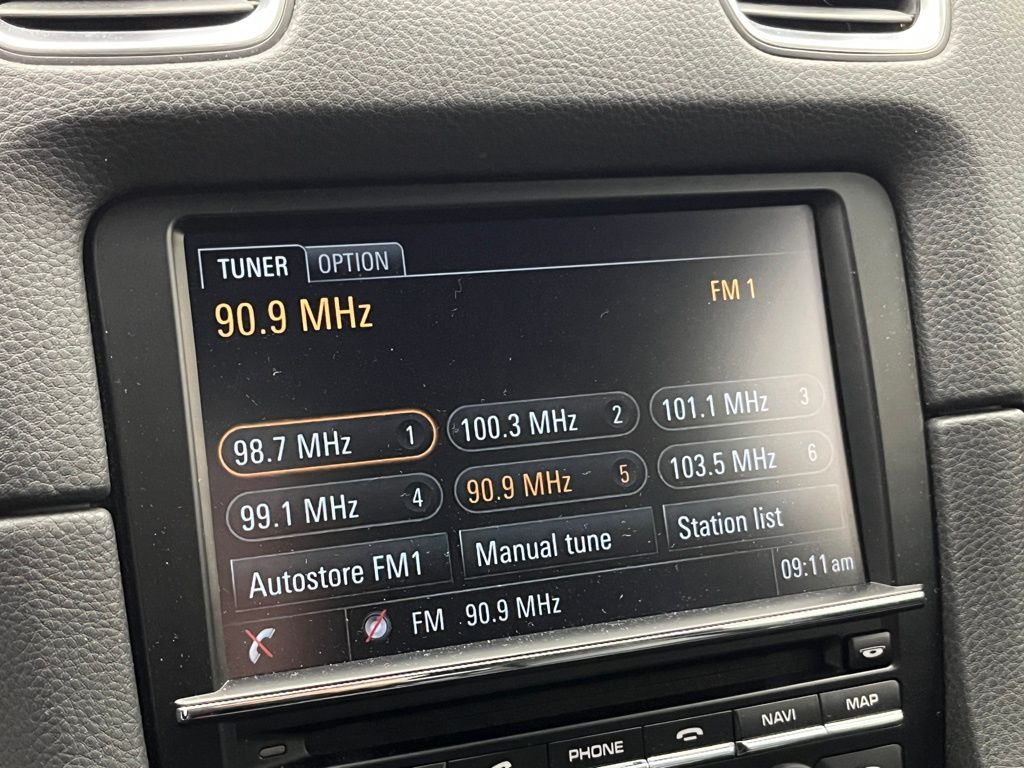 TUNER OPTION
90.9 MHz FM 1
98.7 MHz 1 100.3 MHz 2 101.1 MHz 3
99.1 MHz 4 90.9 MHz 5 103.5 MHz 6
Autostore FM1 Manual tune Station list
FM 90.9 MHz 09:11 am
PHONE NAVI MAP